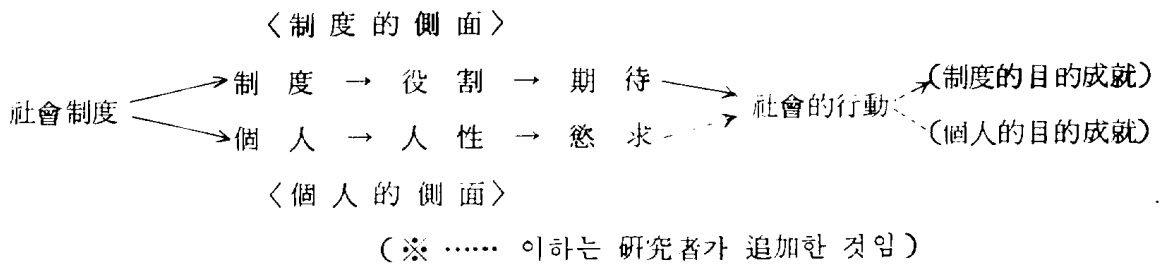 〈制度的側面〉
制度 → 役割 → 期待 (制度的目的成就)
社會制度 社會的行動
個人 → 人性 → 慾求 (個人的目的成就)
〈個人的側面〉
(※ …… 이하는 硏究者가 追加한 것임)